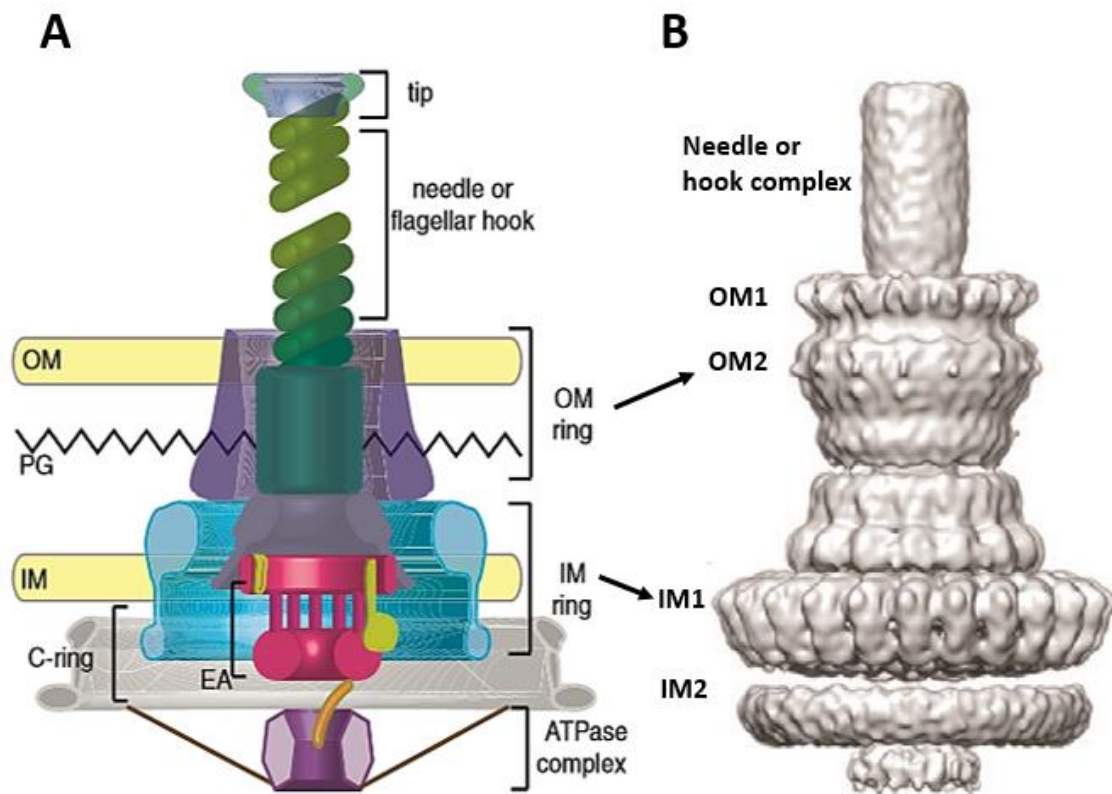 A
tip
needle or
flagellar hook
OM
PG
OM
ring
IM
IM
ring
C-ring
EA
ATPase
complex
B
Needle or
hook complex
OM1
OM2
IM1
IM2